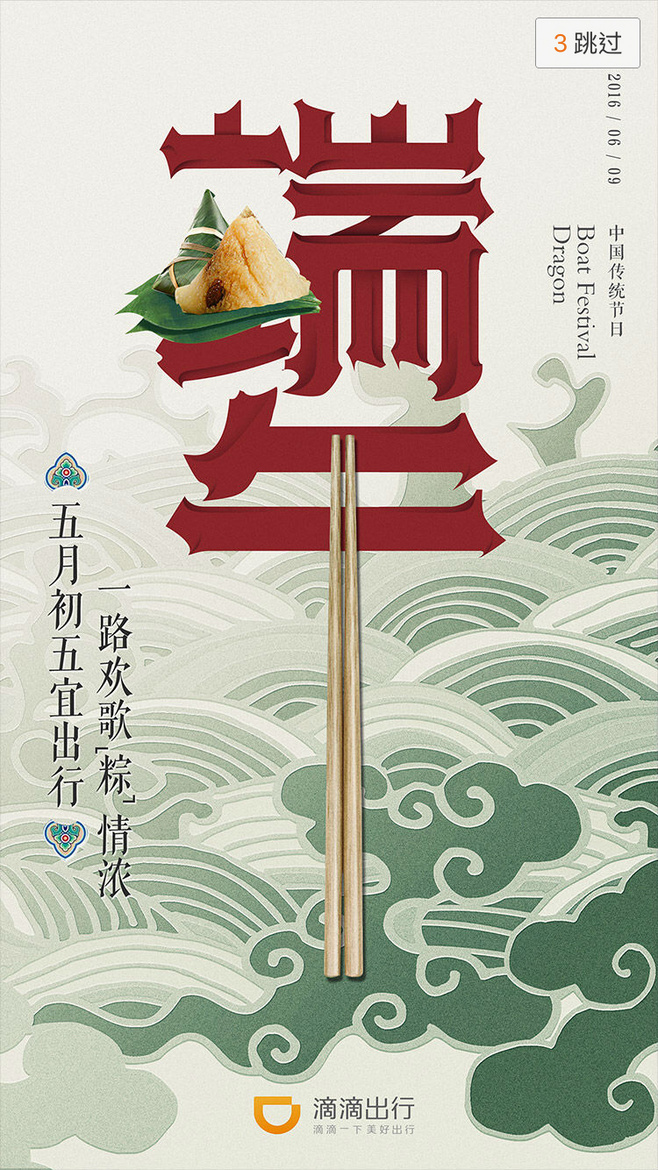 3 跳过
2016 / 06 / 09
中国传统节日
Boat Festival
Dragon
端午
五月初五宜出行
一路欢歌「粽」情浓
滴滴出行
滴滴一下 美好出行